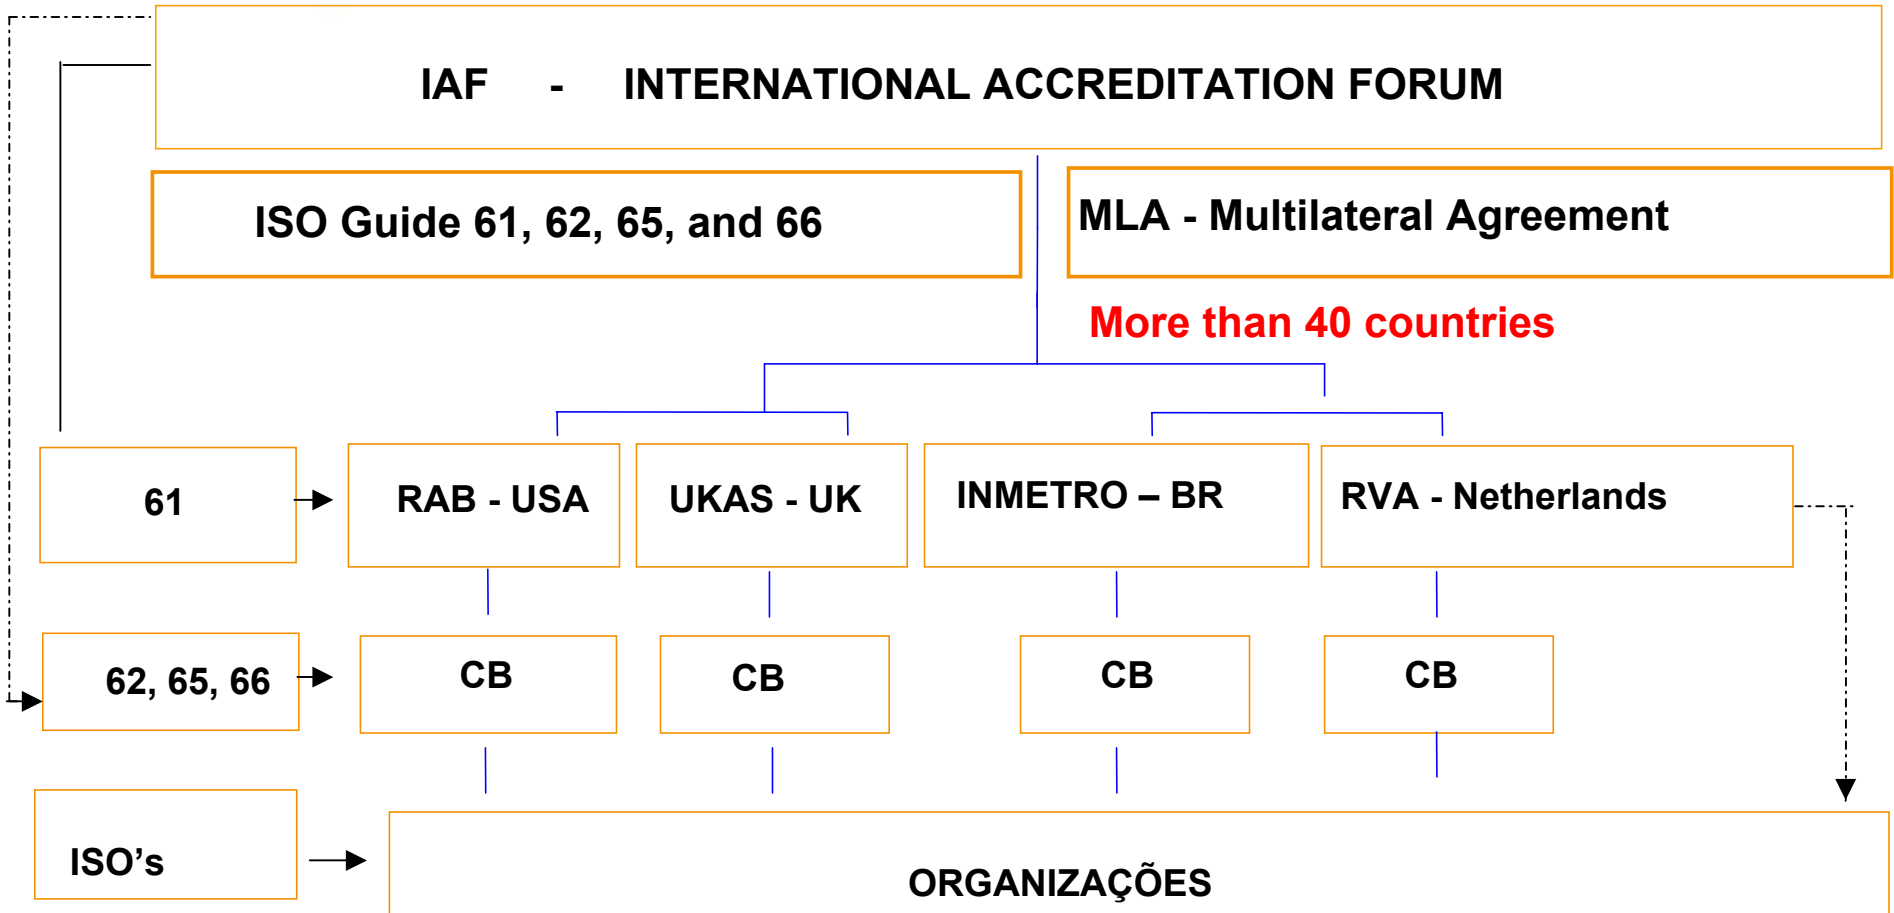 IAF - INTERNATIONAL ACCREDITATION FORUM
ISO Guide 61, 62, 65, and 66
MLA - Multilateral Agreement
More than 40 countries
61
RAB - USA
UKAS - UK
INMETRO – BR
RVA - Netherlands
62, 65, 66
CB
CB
CB
CB
ISO’s
ORGANIZAÇÕES